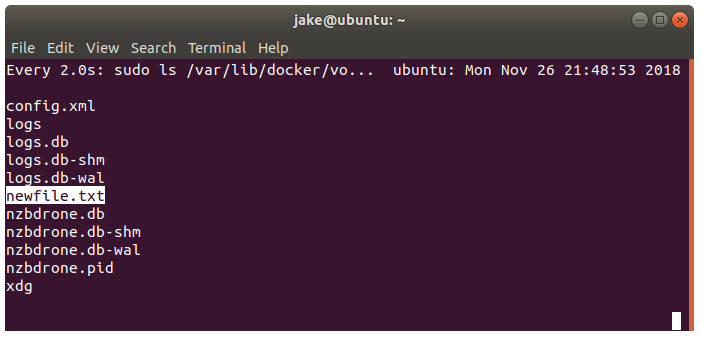 jake@ubuntu: ~
File Edit View Search Terminal Help
Every 2.0s: sudo ls /var/lib/docker/vo...  ubuntu: Mon Nov 26 21:48:53 2018
config.xml
logs
logs.db
logs.db-shm
logs.db-wal
newfile.txt
nzbdrone.db
nzbdrone.db-shm
nzbdrone.db-wal
nzbdrone.pid
xdg